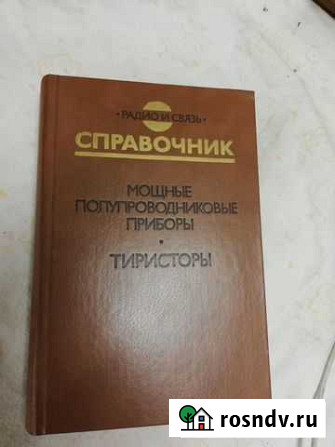 • РАДИО И СВЯЗЬ •
СПРАВОЧНИК
МОЩНЫЕ
ПОЛУПРОВОДНИКОВЫЕ
ПРИБОРЫ
•
ТИРИСТОРЫ
rosndv.ru